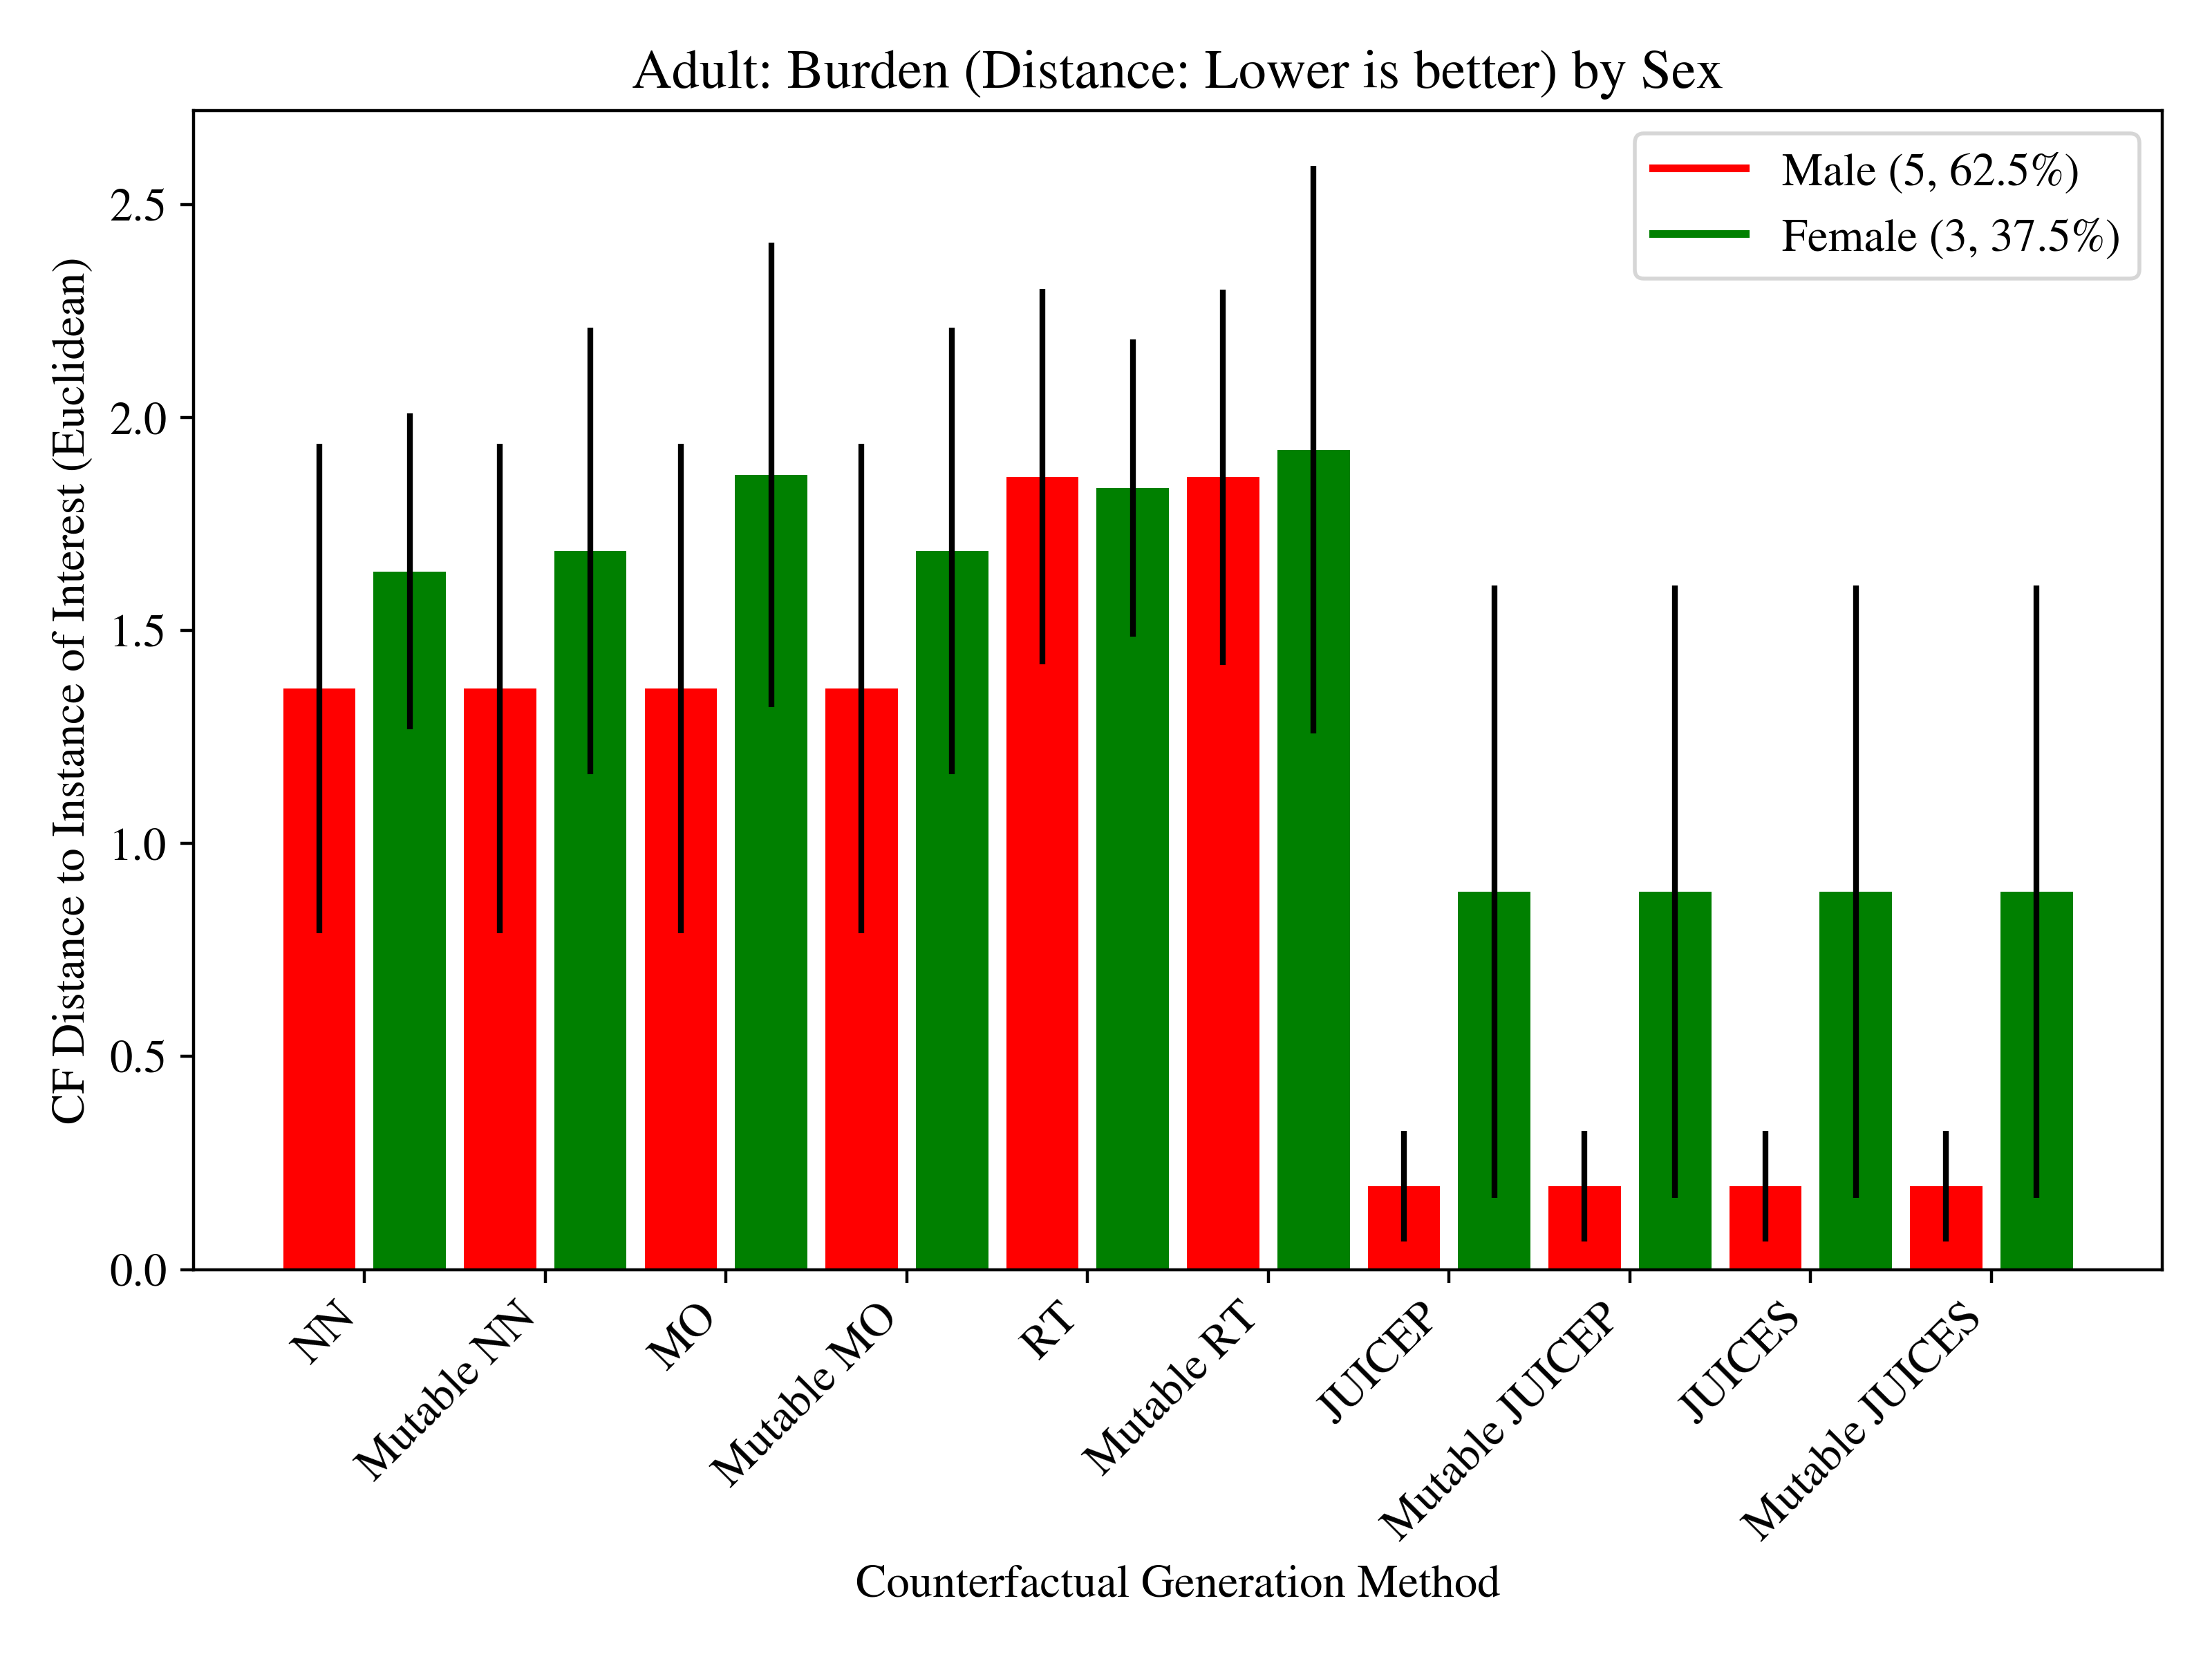 Adult: Burden (Distance: Lower is better) by Sex
Male (5, 62.5%)
Female (3, 37.5%)
CF Distance to Instance of Interest (Euclidean)
2.5
2.0
1.5
1.0
0.5
0.0
NN
Mutable NN
MO
Mutable MO
RT
Mutable RT
JUICEP
Mutable JUICEP
JUICES
Mutable JUICES
Counterfactual Generation Method